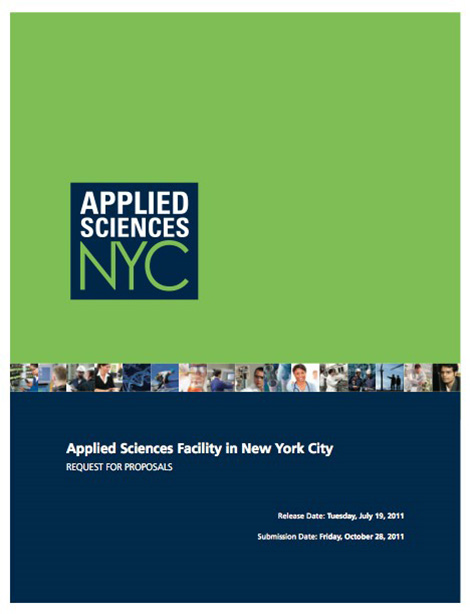 APPLIED
SCIENCES
NYC
Applied Sciences Facility in New York City
REQUEST FOR PROPOSALS
Release Date: Tuesday, July 19, 2011
Submission Date: Friday, October 28, 2011